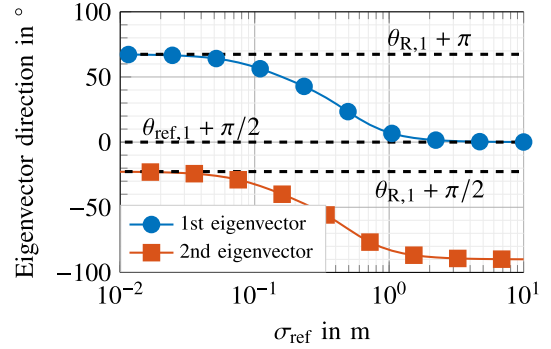 Eigenvector direction in °
100
50
0
−50
−100
θR,1 + π
θref,1 + π/2
θR,1 + π/2
1st eigenvector
2nd eigenvector
10−2
10−1
100
101
σref in m